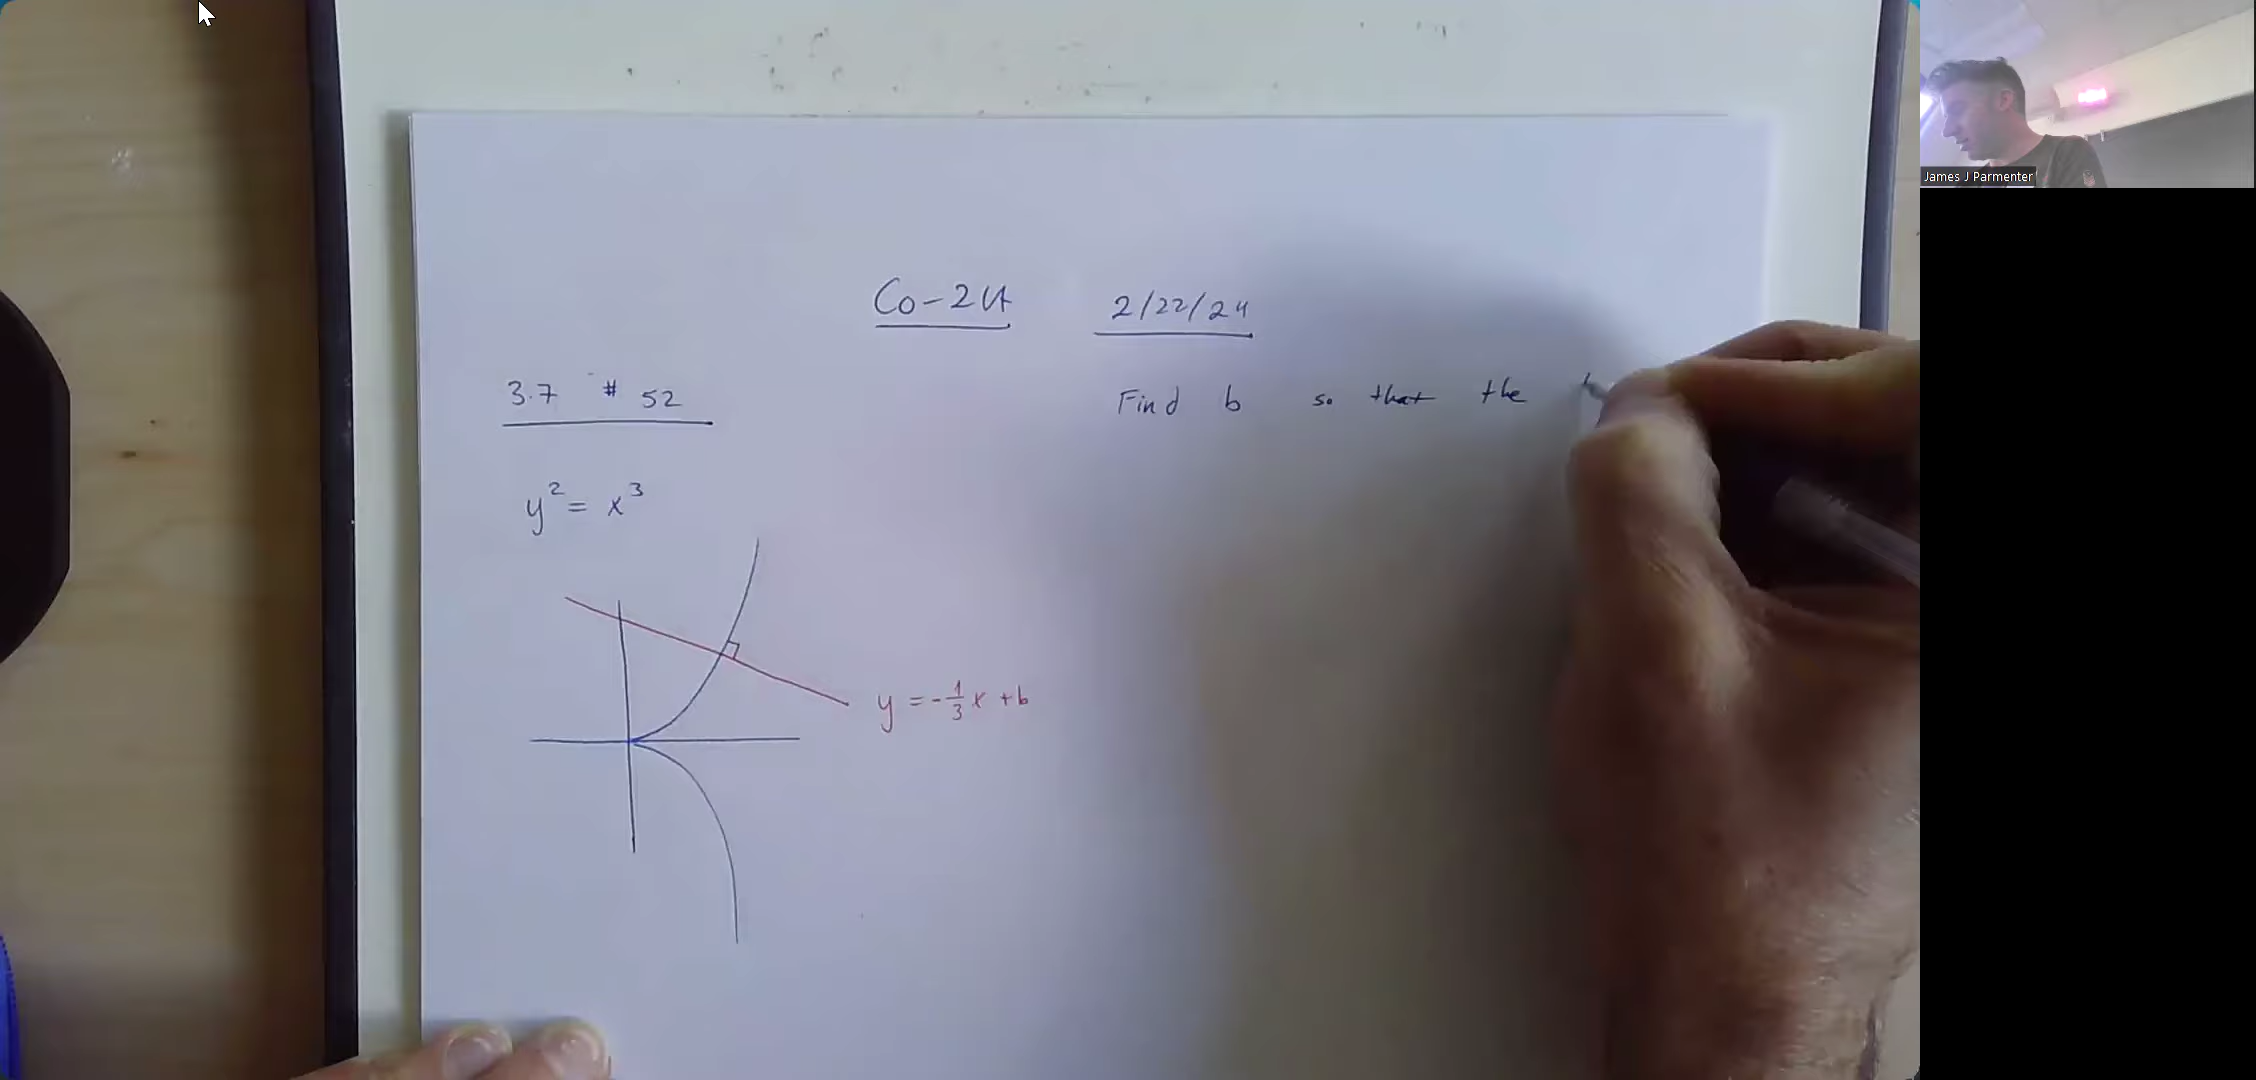 Co-24 2/22/24
3.7 # 52
Find b so that the
y² = x³
y = -1/3 x + b
James J Parmenter